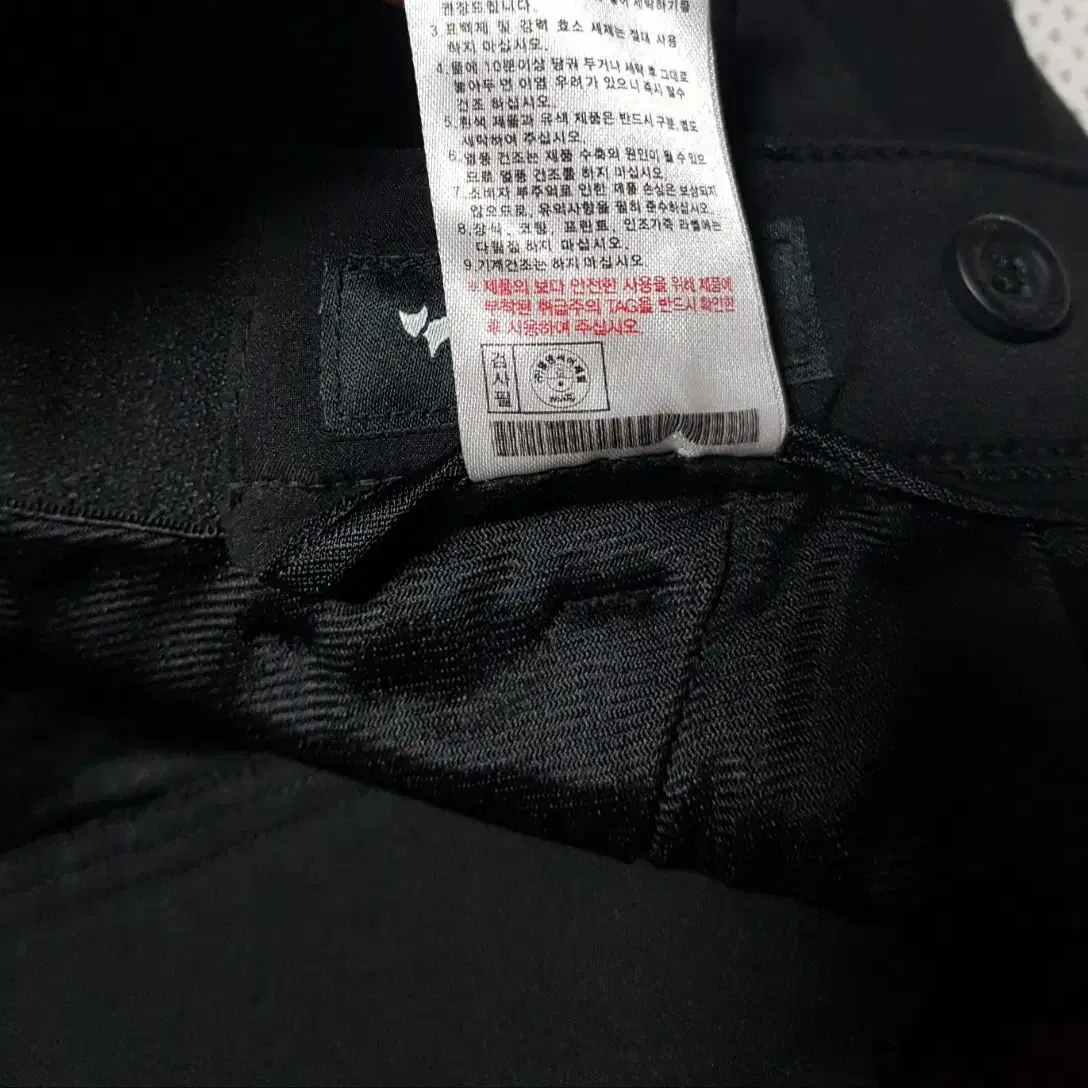 권장드립니다.
3. 표백제 및 강력 효소 세제는 절대 사용
하지 마십시오.
4. 물에 10분이상 담궈 두거나 세탁 후 그대로
놓아두면 이염 우려가 있으니 즉시 탈수
건조 하십시오.
5. 흰색 제품과 유색 제품은 반드시 구분, 별도
세탁하여 주십시오.
6. 열풍 건조는 제품 수축의 원인이 될수있으
므로 열풍 건조를 하지 마십시오.
7. 소비자 부주의로 인한 제품 손상은 보상되지
않으므로, 유의사항을 필히 준수하십시오.
8. 장식, 코팅, 프린트, 인조가죽 라벨에는
다림질 하지 마십시오.
9. 기계건조는 하지 마십시오.
※ 제품의 보다 안전한 사용을 위해 제품에
부착된 취급주의 TAG을 반드시 확인한
후 사용하여 주십시오
검사필